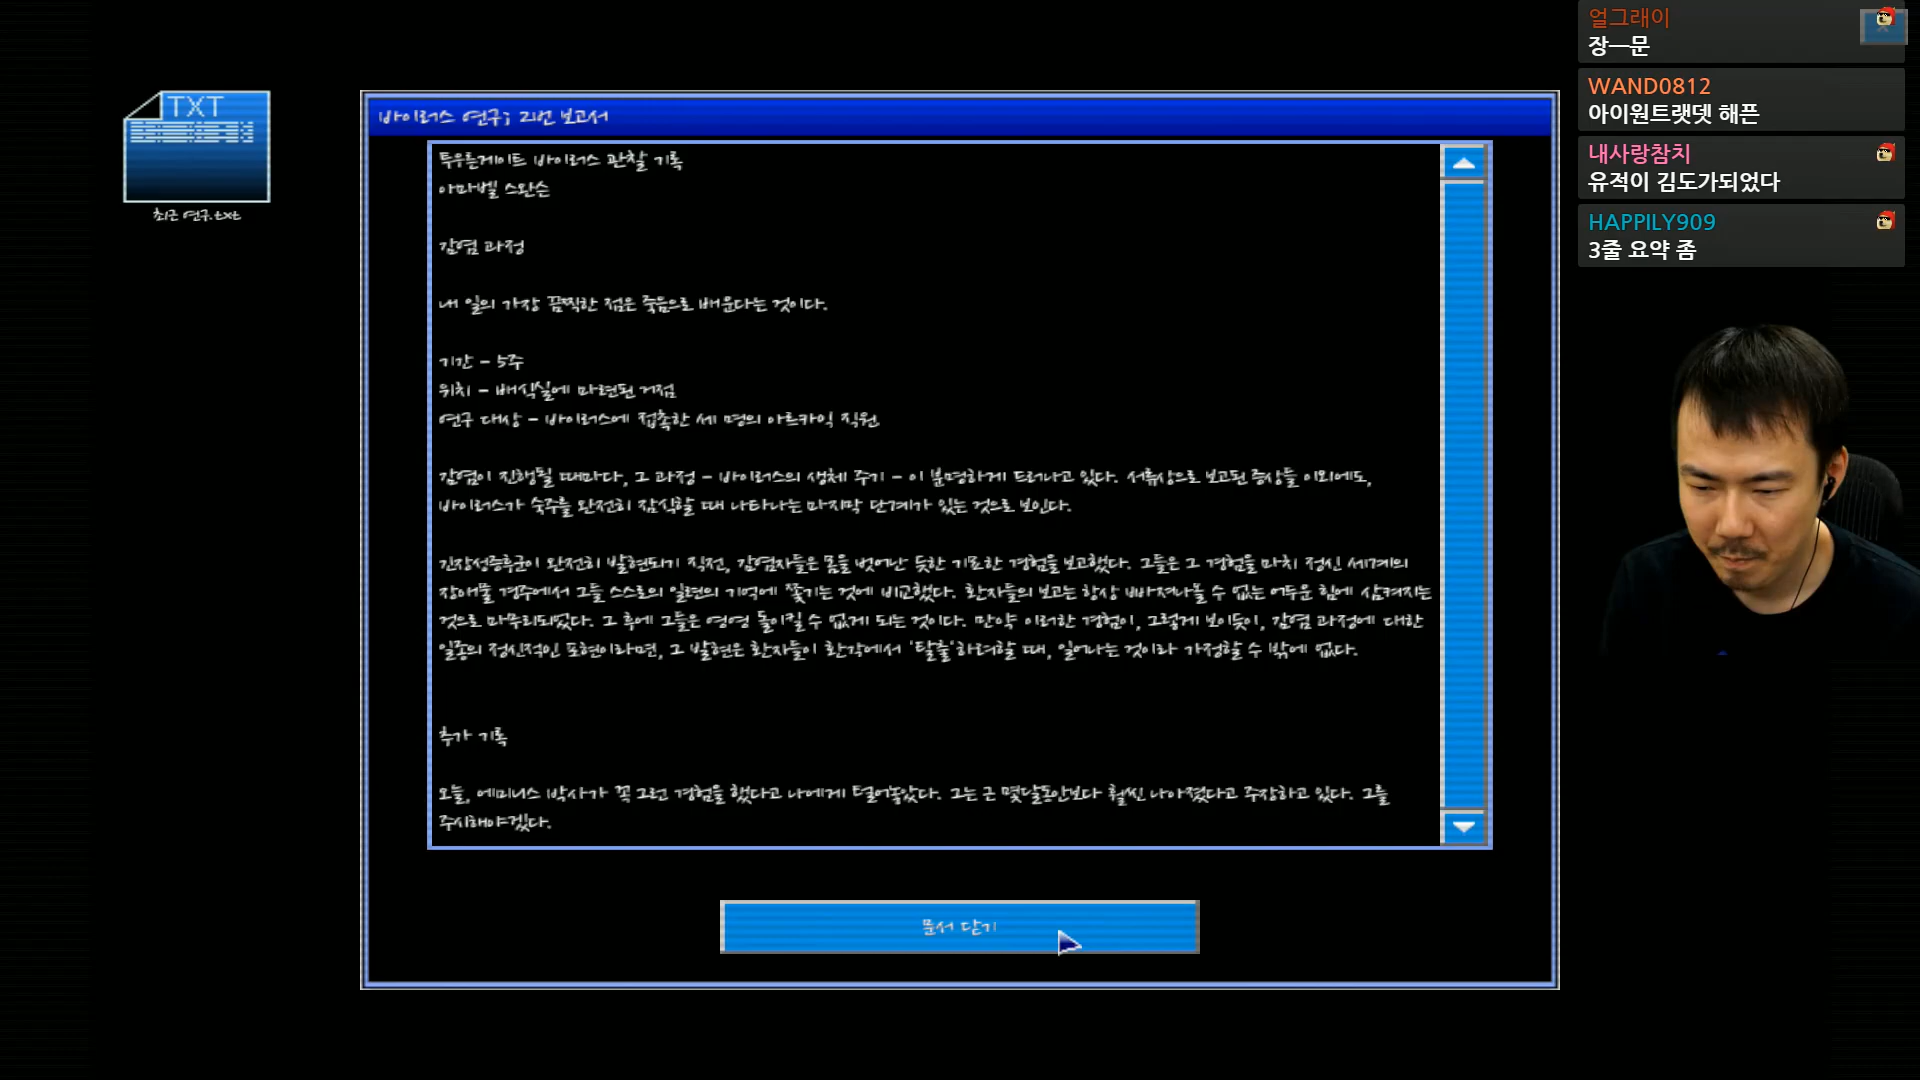 TXT
최근 연구.txt
바이러스 연구; 2번 보고서
투우른게이트 바이러스 관찰 기록
아마벨 스완슨
감염 과정
내 일의 가장 끔찍한 점은 죽음으로 배운다는 것이다.
기간 - 5주
위치 - 배식실에 마련된 거점
연구 대상 - 바이러스에 접촉한 세 명의 아르카익 직원
감염이 진행될 때마다, 그 과정 - 바이러스의 생체 주기 - 이 분명하게 드러나고 있다. 서류상으로 보고된 증상들 이외에도,
바이러스가 숙주를 완전히 잠식할 때 나타나는 마지막 단계가 있는 것으로 보인다.
긴장성증후군이 완전히 발현되기 직전, 감염자들은 몸을 벗어난 듯한 기묘한 경험을 보고했다. 그들은 그 경험을 마치 정신 세계의
장애물 경주에서 그들 스스로의 일련의 기억에 쫓기는 것에 비교했다. 환자들의 보고는 항상 빠져나올 수 없는 어두운 힘에 삼켜지는
것으로 마무리되었다. 그 후에 그들은 영영 돌이킬 수 없게 되는 것이다. 만약 이러한 경험이, 그렇게 보이듯이, 감염 과정에 대한
일종의 정신적인 표현이라면, 그 발현은 환자들이 환각에서 '탈출'하려할 때, 일어나는 것이라 가정할 수 밖에 없다.
추가 기록
오늘, 에미니스 박사가 꼭 그런 경험을 했다고 나에게 털어놓았다. 그는 근 몇달동안보다 훨씬 나아졌다고 주장하고 있다. 그를
주시해야겠다.
문서 닫기
얼그래이
장—문
WAND0812
아이원트랫뎃 해픈
내사랑참치
유적이 김도가되었다
HAPPILY909
3줄 요약 좀